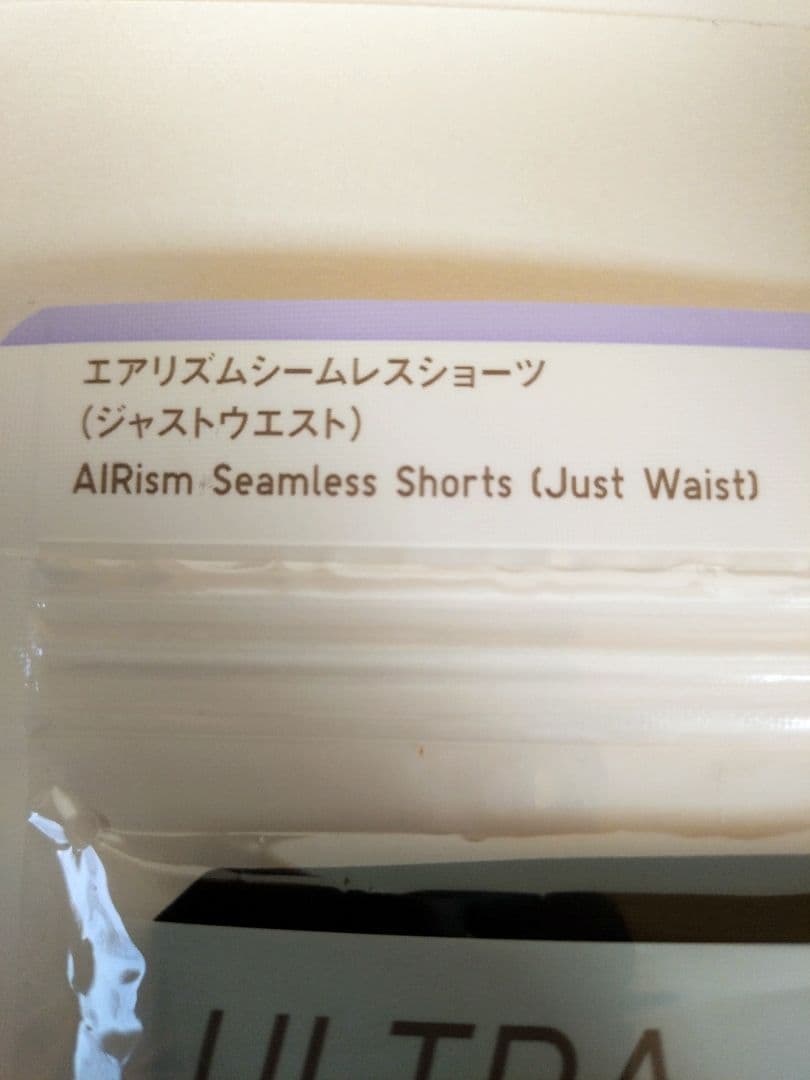 エアリズムシームレスショーツ
(ジャストウエスト)
AIRism Seamless Shorts (Just Waist)
ULTRA